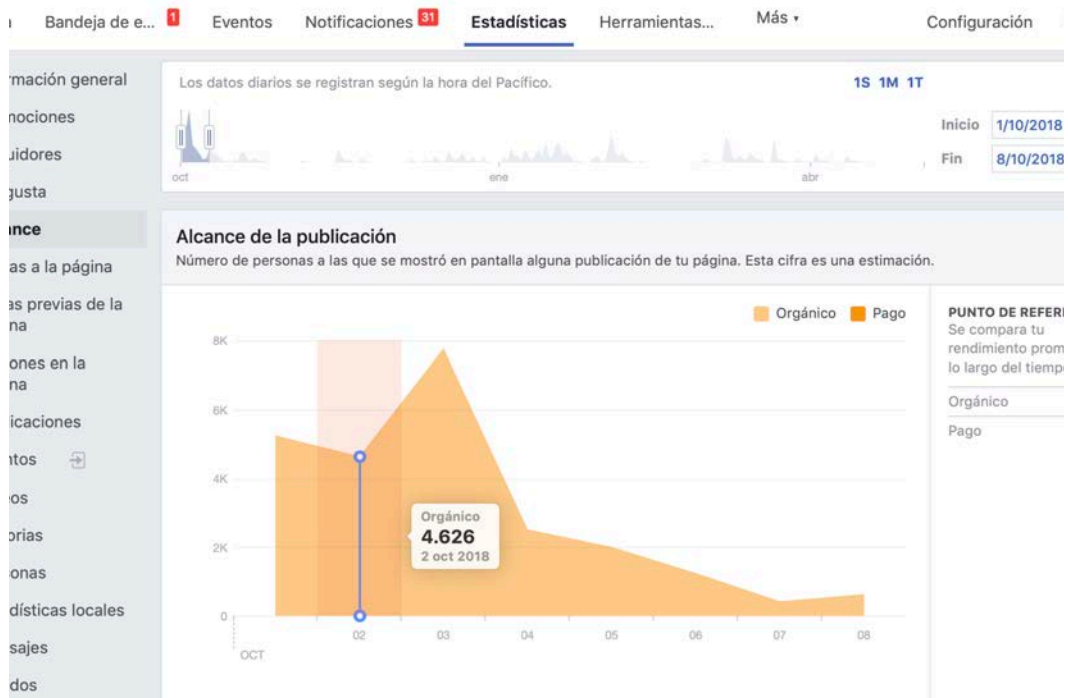 Bandeja de e... 1 Eventos Notificaciones 31 Estadísticas Herramientas... Más Configuración
rmación general
nociones
uidores
gusta
ance
as a la página
as previas de la
na
ones en la
na
icaciones
ntos
eos
orias
onas
dísticas locales
sajes
dos
Los datos diarios se registran según la hora del Pacífico.
1S 1M 1T
Inicio 1/10/2018
Fin 8/10/2018
oct ene abr
Alcance de la publicación
Número de personas a las que se mostró en pantalla alguna publicación de tu página. Esta cifra es una estimación.
Orgánico Pago
8K
6K
4K
2K
0
Orgánico
4.626
2 oct 2018
02 03 04 05 06 07 08
OCT
PUNTO DE REFERI
Se compara tu
rendimiento prom
lo largo del tiemp
Orgánico
Pago